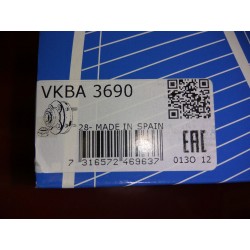 VKBA 3690
28- MADE IN SPAIN
7 316572 469637
EAC
0130 12